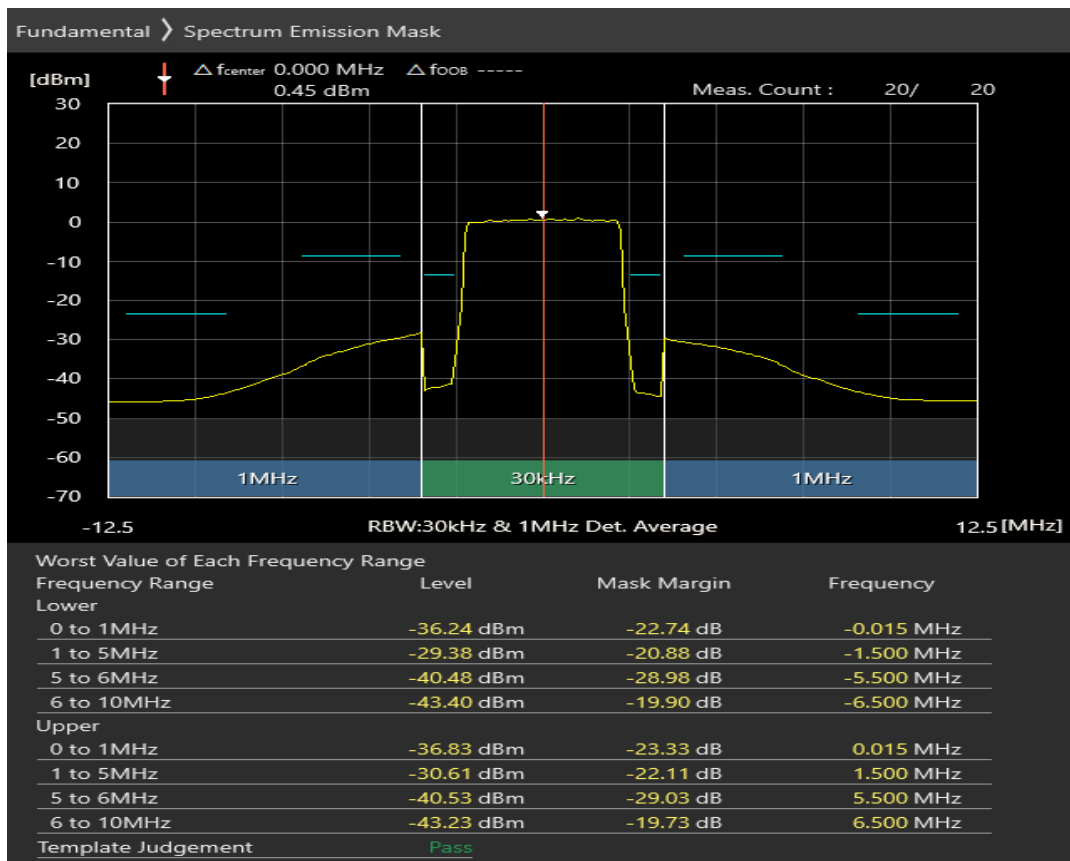 Fundamental 〉 Spectrum Emission Mask
[dBm] △ fcenter 0.000 MHz △ fOOB -----
0.45 dBm Meas. Count : 20/ 20
30
20
10
0
-10
-20
-30
-40
-50
-60
-70
1MHz 30kHz 1MHz
-12.5 RBW:30kHz & 1MHz Det. Average 12.5 [MHz]
Worst Value of Each Frequency Range
Frequency Range Level Mask Margin Frequency
Lower
0 to 1MHz -36.24 dBm -22.74 dB -0.015 MHz
1 to 5MHz -29.38 dBm -20.88 dB -1.500 MHz
5 to 6MHz -40.48 dBm -28.98 dB -5.500 MHz
6 to 10MHz -43.40 dBm -19.90 dB -6.500 MHz
Upper
0 to 1MHz -36.83 dBm -23.33 dB 0.015 MHz
1 to 5MHz -30.61 dBm -22.11 dB 1.500 MHz
5 to 6MHz -40.53 dBm -29.03 dB 5.500 MHz
6 to 10MHz -43.23 dBm -19.73 dB 6.500 MHz
Template Judgement Pass